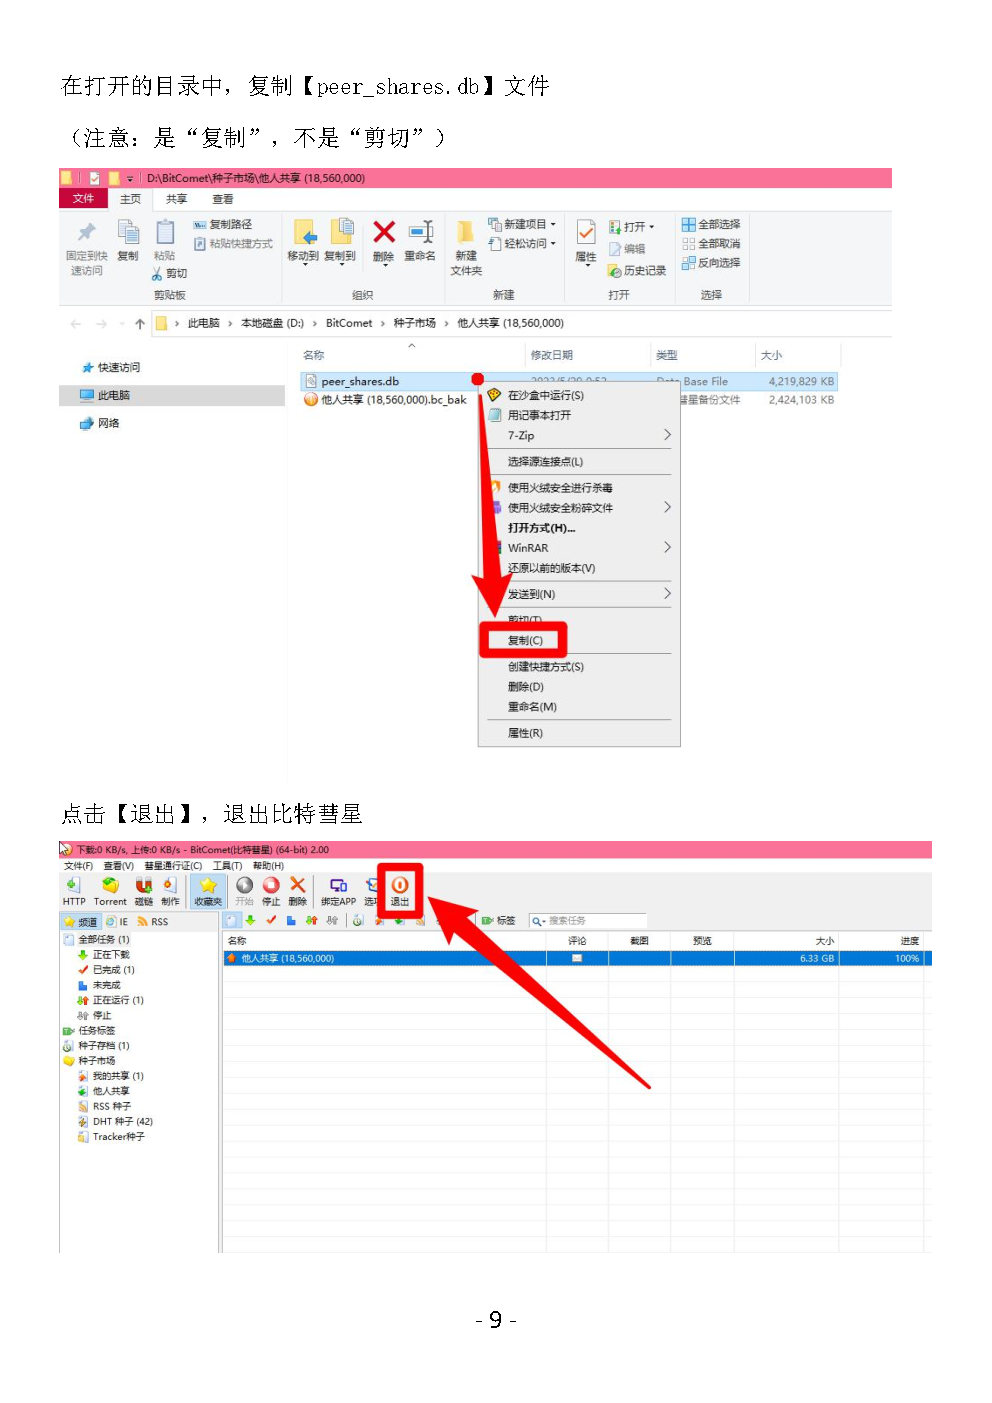 在打开的目录中，复制【peer_shares.db】文件
（注意：是“复制”，不是“剪切”）
D:\BitComet\种子市场\他人共享 (18,560,000)
文件 主页 共享 查看
固定到快速访问
复制
粘贴
复制路径
粘贴快捷方式
剪切
剪贴板
移动到 复制到 删除 重命名
组织
新建文件夹
新建项目
轻松访问
新建
属性
打开
编辑
历史记录
打开
全部选择
全部取消
反向选择
选择
此电脑 › 本地磁盘 (D:) › BitComet › 种子市场 › 他人共享 (18,560,000)
快速访问
此电脑
网络
名称 修改日期 类型 大小
peer_shares.db Base File 4,219,829 KB
他人共享 (18,560,000).bc_bak 彗星备份文件 2,424,103 KB
在沙盒中运行(S)
用记事本打开
7-Zip
选择源连接点(L)
使用火绒安全进行杀毒
使用火绒安全粉碎文件
打开方式(H)...
WinRAR
还原以前的版本(V)
发送到(N)
剪切(T)
复制(C)
创建快捷方式(S)
删除(D)
重命名(M)
属性(R)
点击【退出】，退出比特彗星
下载:0 KB/s, 上传:0 KB/s - BitComet(比特彗星) (64-bit) 2.00
文件(F) 查看(V) 彗星通行证(C) 工具(T) 帮助(H)
HTTP Torrent 磁链 制作 收藏夹 开始 停止 删除 绑定APP 选项 退出
频道 IE RSS
标签 搜索任务
全部任务 (1)
正在下载
已完成 (1)
未完成
正在运行 (1)
停止
任务标签
种子存档 (1)
种子市场
我的共享 (1)
他人共享
RSS 种子
DHT 种子 (42)
Tracker种子
名称 评论 截图 预览 大小 进度
他人共享 (18,560,000) 6.33 GB 100%
- 9 -